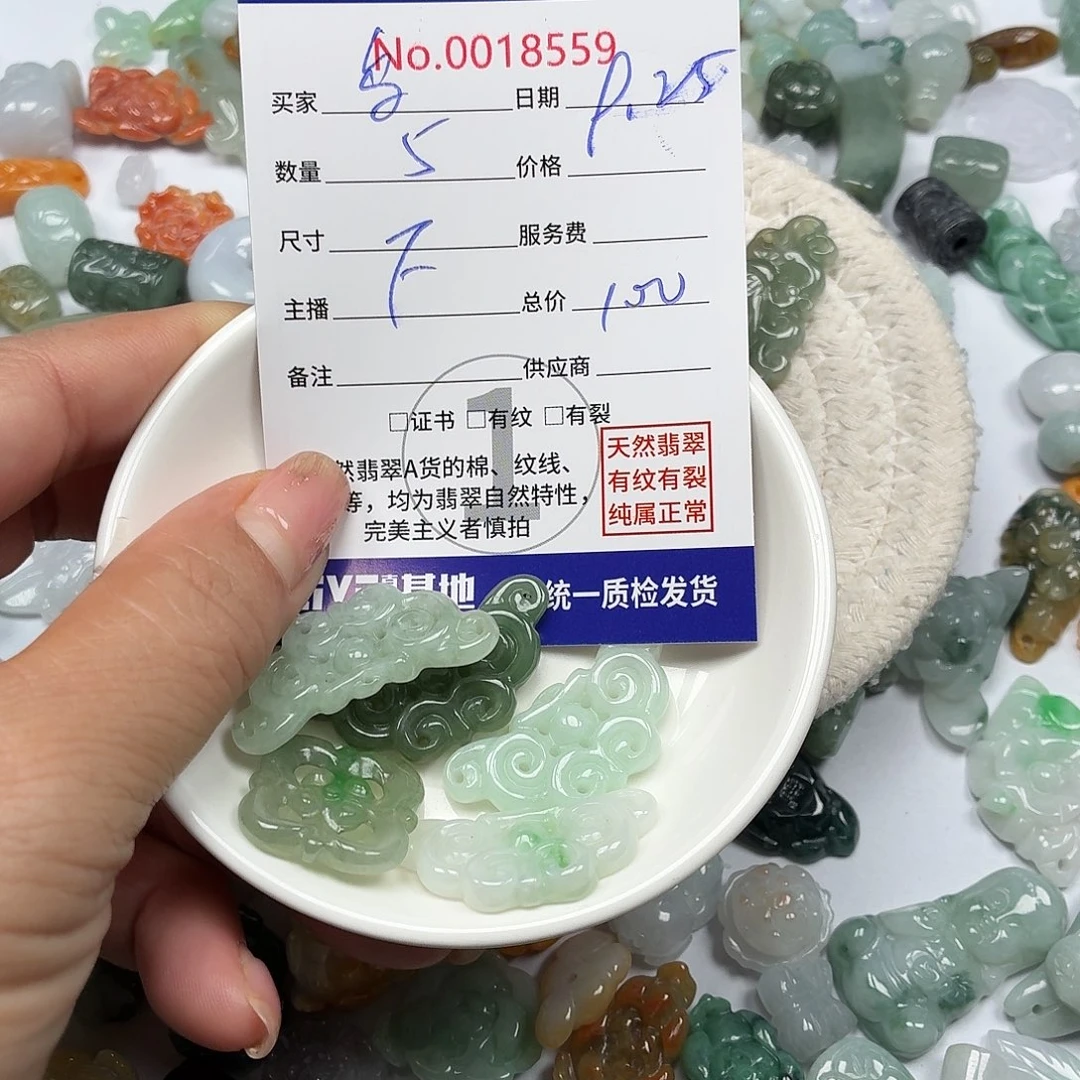 No.0018559
买家 日期
数量 5 价格
尺寸 服务费
主播 总价 100
备注 供应商
□证书 □有纹 □有裂
然翡翠A货的棉、纹线、
等，均为翡翠自然特性，
完美主义者慎拍
天然翡翠
有纹有裂
纯属正常
1
基地 统一质检发货